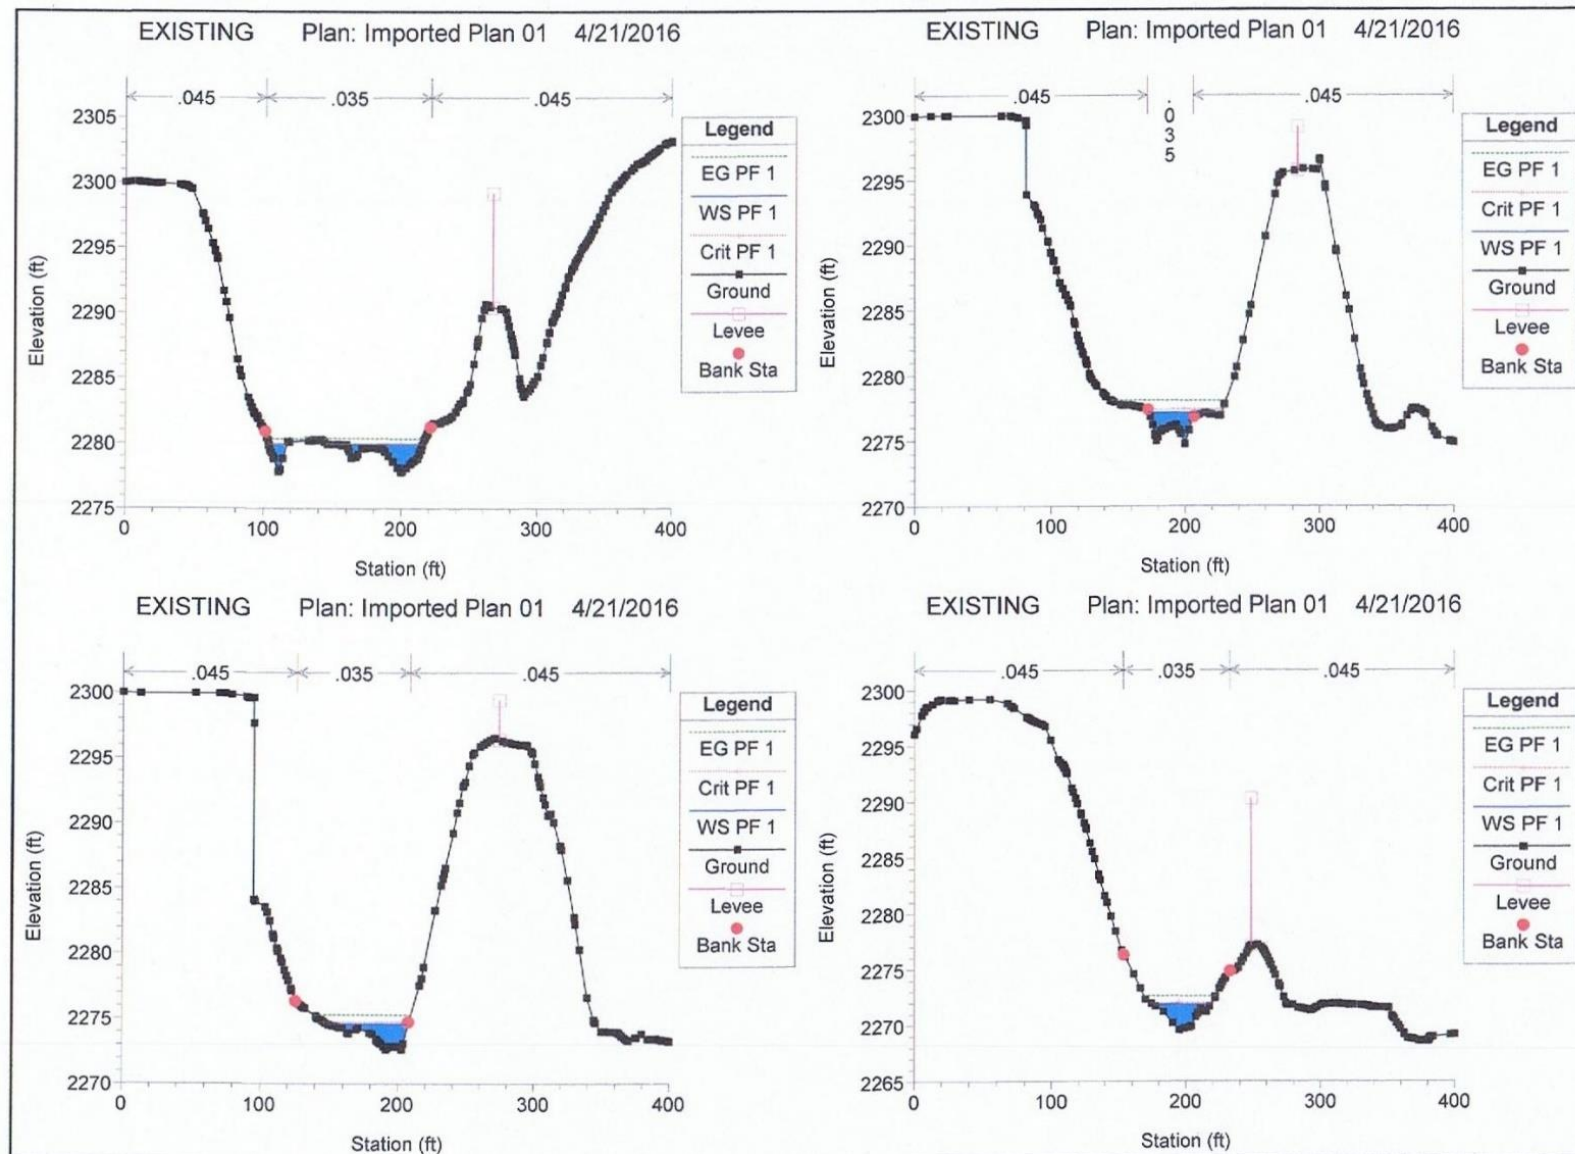 EXISTING Plan: Imported Plan 01 4/21/2016
.045 .035 .045
2305
2300
2295
2290
2285
2280
2275
Elevation (ft)
0 100 200 300 400
Station (ft)
Legend
EG PF 1
WS PF 1
Crit PF 1
Ground
Levee
Bank Sta
EXISTING Plan: Imported Plan 01 4/21/2016
.045 .035 .045
2300
2295
2290
2285
2280
2275
2270
Elevation (ft)
0 100 200 300 400
Station (ft)
Legend
EG PF 1
Crit PF 1
WS PF 1
Ground
Levee
Bank Sta
EXISTING Plan: Imported Plan 01 4/21/2016
.045 .035 .045
2300
2295
2290
2285
2280
2275
2270
Elevation (ft)
0 100 200 300 400
Station (ft)
Legend
EG PF 1
Crit PF 1
WS PF 1
Ground
Levee
Bank Sta
EXISTING Plan: Imported Plan 01 4/21/2016
.045 .035 .045
2300
2295
2290
2285
2280
2275
2270
2265
Elevation (ft)
0 100 200 300 400
Station (ft)
Legend
EG PF 1
Crit PF 1
WS PF 1
Ground
Levee
Bank Sta